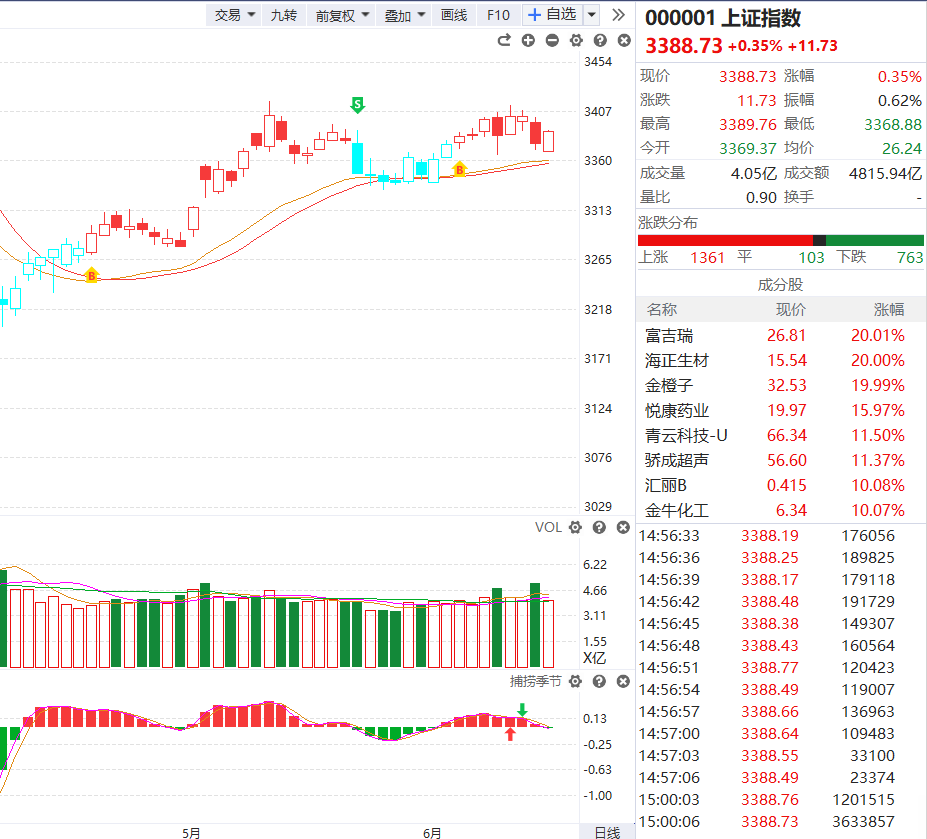 交易 九转 前复权 叠加 画线 F10 + 自选
000001 上证指数
3388.73 +0.35% +11.73
现价 3388.73 涨幅 0.35%
涨跌 11.73 振幅 0.62%
最高 3389.76 最低 3368.88
今开 3369.37 均价 26.24
成交量 4.05亿 成交额 4815.94亿
量比 0.90 换手 -
涨跌分布
上涨 1361 平 103 下跌 763
成分股
名称 现价 涨幅
富吉瑞 26.81 20.01%
海正生材 15.54 20.00%
金橙子 32.53 19.99%
悦康药业 19.97 15.97%
青云科技-U 66.34 11.50%
骄成超声 56.60 11.37%
汇丽B 0.415 10.08%
金牛化工 6.34 10.07%
14:56:33 3388.19 176056
14:56:36 3388.25 189825
14:56:39 3388.17 179118
14:56:42 3388.48 191729
14:56:45 3388.38 149307
14:56:48 3388.43 160564
14:56:51 3388.77 120423
14:56:54 3388.49 119007
14:56:57 3388.66 136963
14:57:00 3388.64 109483
14:57:03 3388.55 33100
14:57:06 3388.49 23374
15:00:03 3388.76 1201515
15:00:06 3388.73 3633857
3454
3407
3360
3313
3265
3218
3171
3124
3076
3029
S
B
B
VOL
6.22
4.66
3.11
1.55
X亿
捕捞季节
0.13
-0.25
-0.63
-1.00
5月 6月 日线